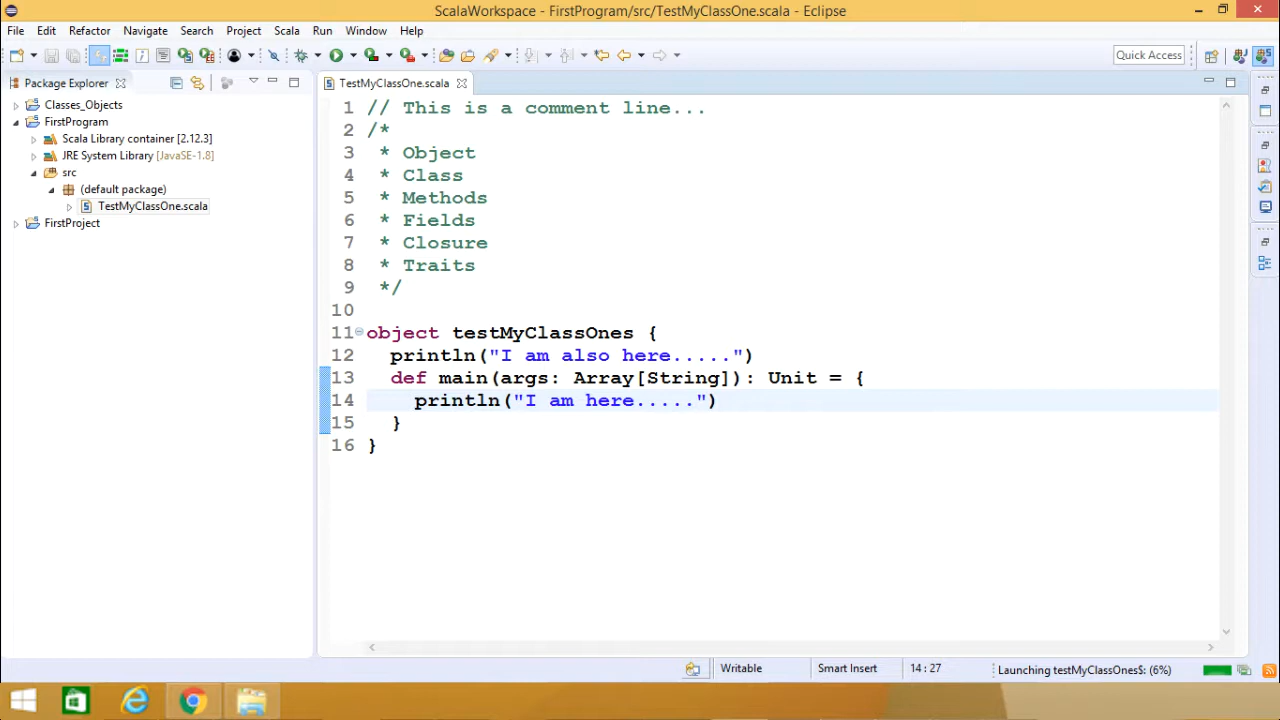 ScalaWorkspace - FirstProgram/src/TestMyClassOne.scala - Eclipse
File Edit Refactor Navigate Search Project Scala Run Window Help
Quick Access
Package Explorer
Classes_Objects
FirstProgram
Scala Library container [2.12.3]
JRE System Library [JavaSE-1.8]
src
(default package)
TestMyClassOne.scala
FirstProject
TestMyClassOne.scala
1 // This is a comment line...
2 /*
3 * Object
4 * Class
5 * Methods
6 * Fields
7 * Closure
8 * Traits
9 */
10
11 object testMyClassOnes {
12 println("I am also here.....")
13 def main(args: Array[String]): Unit = {
14 println("I am here.....")
15 }
16 }
Writable Smart Insert 14 : 27 Launching testMyClassOnes$: (6%)